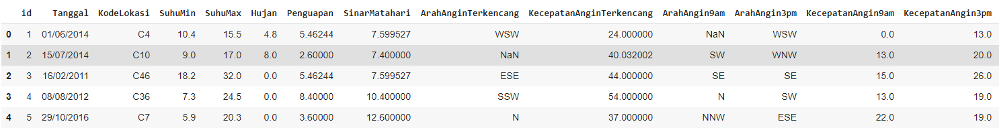 id Tanggal KodeLokasi SuhuMin SuhuMax Hujan Penguapan SinarMatahari ArahAnginTerkencang KecepatanAnginTerkencang ArahAngin9am ArahAngin3pm KecepatanAngin9am KecepatanAngin3pm
0 1 01/06/2014 C4 10.4 15.5 4.8 5.46244 7.599527 WSW 24.000000 NaN WSW 0.0 13.0
1 2 15/07/2014 C10 9.0 17.0 8.0 2.60000 7.400000 NaN 40.032002 SW WNW 13.0 20.0
2 3 16/02/2011 C46 18.2 32.0 0.0 5.46244 7.599527 ESE 44.000000 SE SE 15.0 26.0
3 4 08/08/2012 C36 7.3 24.5 0.0 8.40000 10.400000 SSW 54.000000 N SW 13.0 19.0
4 5 29/10/2016 C7 5.9 20.3 0.0 3.60000 12.600000 N 37.000000 NNW ESE 22.0 19.0